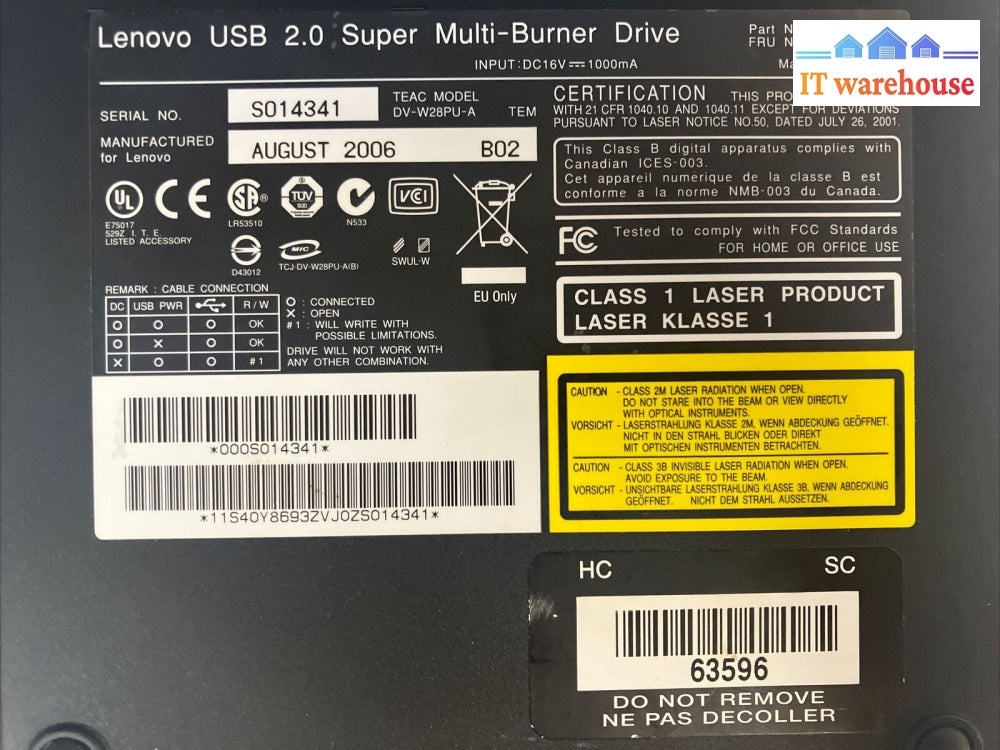 Lenovo USB 2.0 Super Multi-Burner Drive
Part N
FRU N
INPUT:DC16V 1000mA
Ma
IT warehouse
SERIAL NO.
S014341
TEAC MODEL
DV-W28PU-A TEM
MANUFACTURED
for Lenovo
AUGUST 2006 B02
CERTIFICATION THIS PRO
WITH 21 CFR 1040.10 AND 1040.11 EXCEPT FOR DEVIATIONS
PURSUANT TO LASER NOTICE NO.50, DATED JULY 26, 2001.
This Class B digital apparatus complies with
Canadian ICES-003.
Cet appareil numérique de la classe B est
conforme à la norme NMB-003 du Canada.
UL
E75017
529Z I. T. E.
LISTED ACCESSORY
CE
SA
LR53510
TÜV
SÜD
N533
VCI
D43012
MIC
TCJ-DV-W28PU-A(B)
SWUL-W
EU Only
FC Tested to comply with FCC Standards
FOR HOME OR OFFICE USE
CLASS 1 LASER PRODUCT
LASER KLASSE 1
REMARK : CABLE CONNECTION
DC USB PWR R/W
O O O OK
O X O OK
X O O #1
O : CONNECTED
X : OPEN
#1 : WILL WRITE WITH
POSSIBLE LIMITATIONS.
DRIVE WILL NOT WORK WITH
ANY OTHER COMBINATION.
*000S014341*
*11S40Y8693ZVJ0ZS014341*
CAUTION - CLASS 2M LASER RADIATION WHEN OPEN.
DO NOT STARE INTO THE BEAM OR VIEW DIRECTLY
WITH OPTICAL INSTRUMENTS.
VORSICHT - LASERSTRAHLUNG KLASSE 2M, WENN ABDECKUNG GEÖFFNET.
NICHT IN DEN STRAHL BLICKEN ODER DIREKT
MIT OPTISCHEN INSTRUMENTEN BETRACHTEN.
CAUTION - CLASS 3B INVISIBLE LASER RADIATION WHEN OPEN.
AVOID EXPOSURE TO THE BEAM.
VORSICHT - UNSICHTBARE LASERSTRAHLUNG KLASSE 3B, WENN ABDECKUNG
GEÖFFNET. NICHT DEM STRAHL AUSSETZEN.
HC SC
63596
DO NOT REMOVE
NE PAS DECOLLER